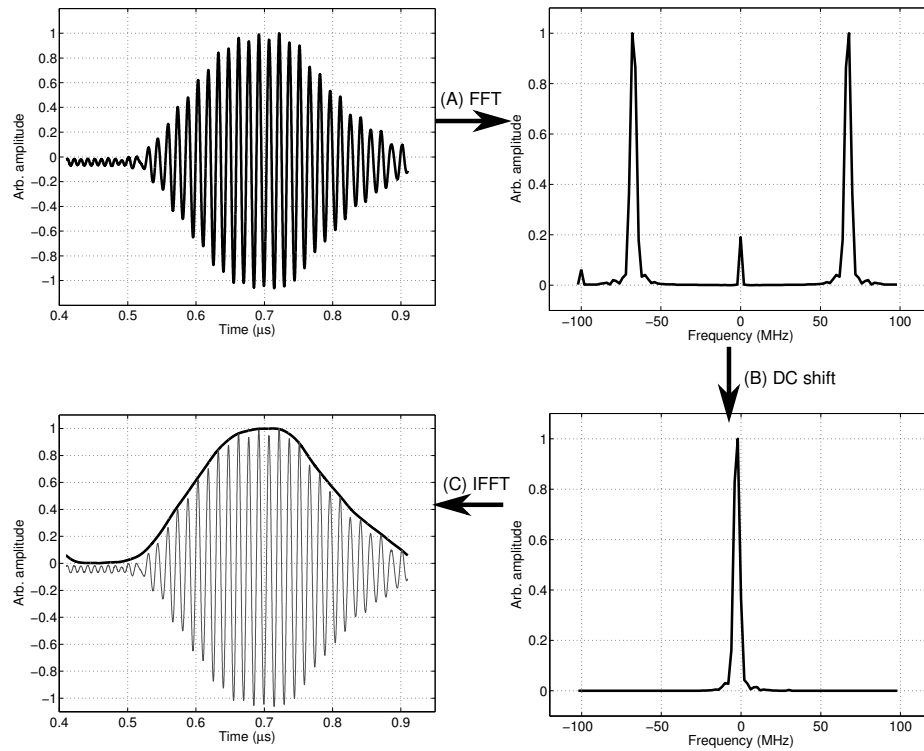 1
0.8
0.6
0.4
0.2
0
−0.2
−0.4
−0.6
−0.8
−1
Arb. amplitude
0.4 0.5 0.6 0.7 0.8 0.9
Time (μs)
(A) FFT
1
0.8
0.6
0.4
0.2
0
Arb. amplitude
−100 −50 0 50 100
Frequency (MHz)
(B) DC shift
1
0.8
0.6
0.4
0.2
0
−0.2
−0.4
−0.6
−0.8
−1
Arb. amplitude
0.4 0.5 0.6 0.7 0.8 0.9
Time (μs)
(C) IFFT
1
0.8
0.6
0.4
0.2
0
Arb. amplitude
−100 −50 0 50 100
Frequency (MHz)